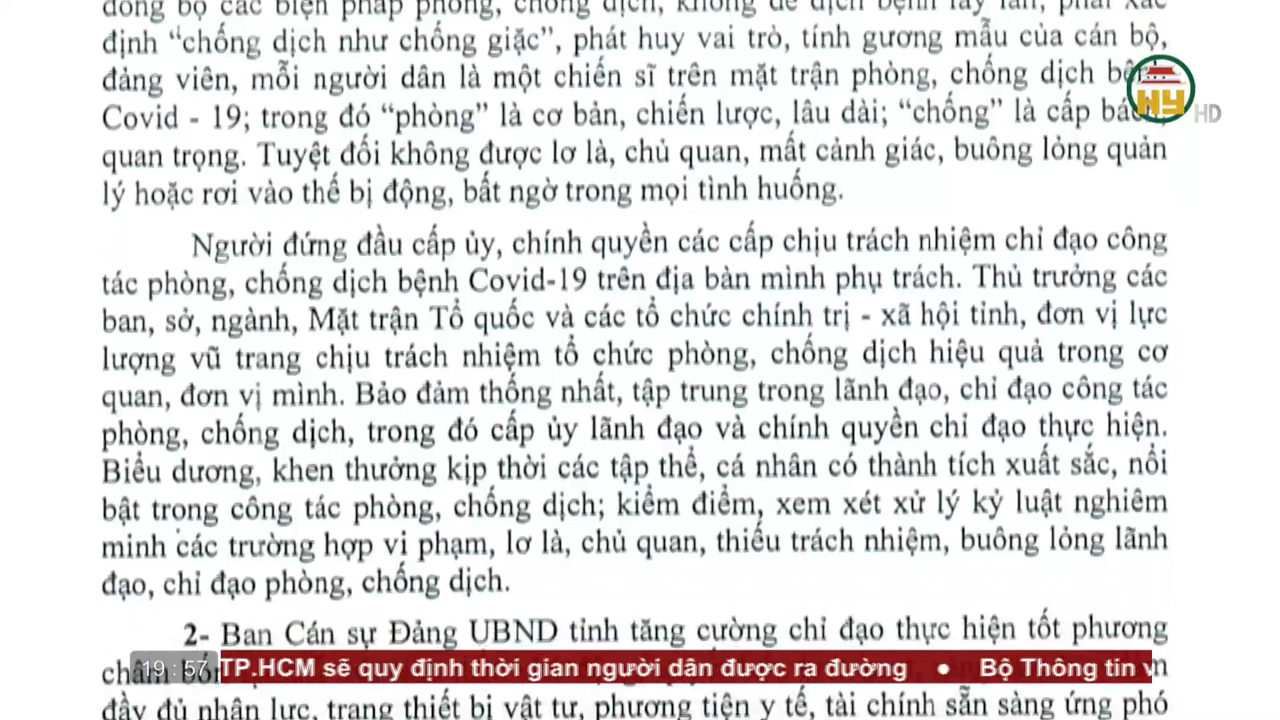 đồng bộ các biện pháp phòng, chống dịch, không để dịch bệnh lây lan, phải xác
định “chống dịch như chống giặc”, phát huy vai trò, tính gương mẫu của cán bộ,
đảng viên, mỗi người dân là một chiến sĩ trên mặt trận phòng, chống dịch bệnh
Covid - 19; trong đó “phòng” là cơ bản, chiến lược, lâu dài; “chống” là cấp bách,
quan trọng. Tuyệt đối không được lơ là, chủ quan, mất cảnh giác, buông lỏng quản
lý hoặc rơi vào thế bị động, bất ngờ trong mọi tình huống.
HY HD
Người đứng đầu cấp ủy, chính quyền các cấp chịu trách nhiệm chỉ đạo công
tác phòng, chống dịch bệnh Covid-19 trên địa bàn mình phụ trách. Thủ trưởng các
ban, sở, ngành, Mặt trận Tổ quốc và các tổ chức chính trị - xã hội tỉnh, đơn vị lực
lượng vũ trang chịu trách nhiệm tổ chức phòng, chống dịch hiệu quả trong cơ
quan, đơn vị mình. Bảo đảm thống nhất, tập trung trong lãnh đạo, chỉ đạo công tác
phòng, chống dịch, trong đó cấp ủy lãnh đạo và chính quyền chỉ đạo thực hiện.
Biểu dương, khen thưởng kịp thời các tập thể, cá nhân có thành tích xuất sắc, nổi
bật trong công tác phòng, chống dịch; kiểm điểm, xem xét xử lý kỷ luật nghiêm
minh các trường hợp vi phạm, lơ là, chủ quan, thiếu trách nhiệm, buông lỏng lãnh
đạo, chỉ đạo phòng, chống dịch.
2- Ban Cán sự Đảng UBND tỉnh tăng cường chỉ đạo thực hiện tốt phương
châm
19:57 TP.HCM sẽ quy định thời gian người dân được ra đường • Bộ Thông tin v
đầy đủ nhân lực, trang thiết bị vật tư, phương tiện y tế, tài chính sẵn sàng ứng phó